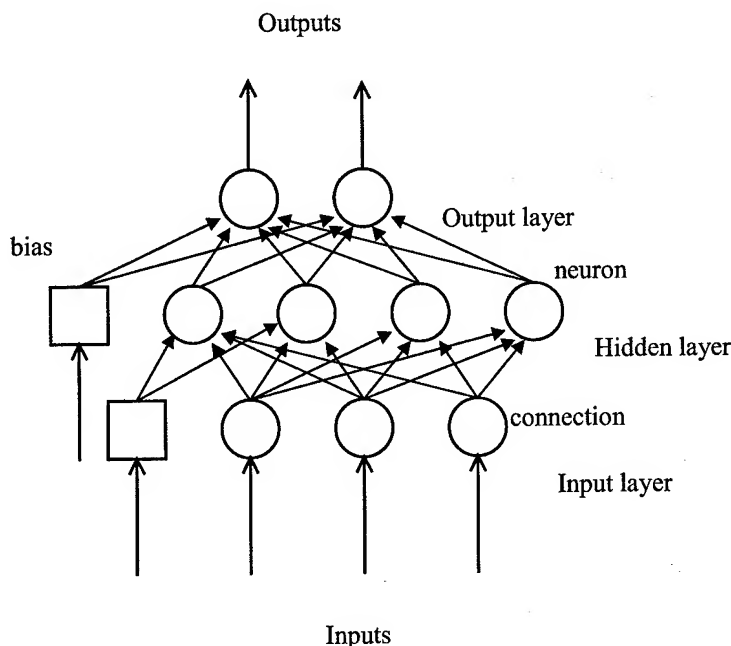 Outputs
Output layer
bias
neuron
Hidden layer
connection
Input layer
Inputs